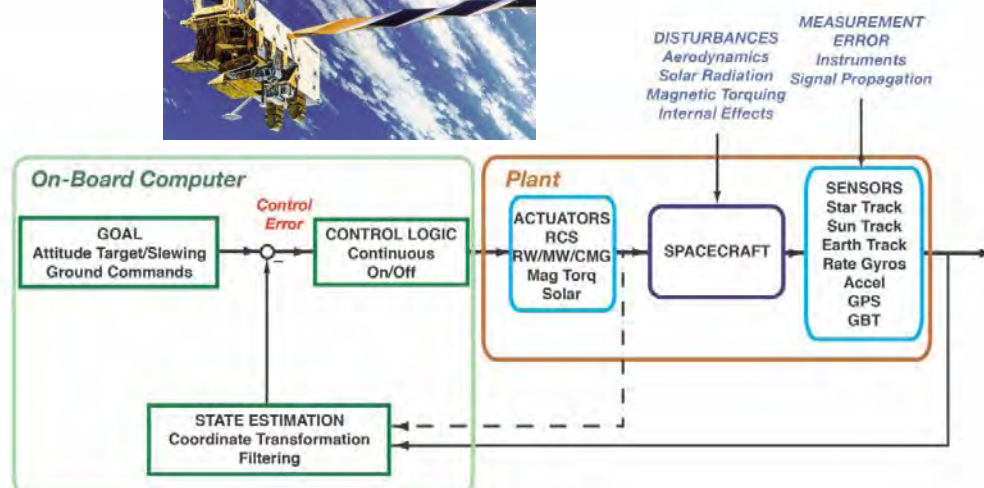 DISTURBANCES
Aerodynamics
Solar Radiation
Magnetic Torquing
Internal Effects
MEASUREMENT
ERROR
Instruments
Signal Propagation
On-Board Computer
GOAL
Attitude Target/Slewing
Ground Commands
Control
Error
–
CONTROL LOGIC
Continuous
On/Off
Plant
ACTUATORS
RCS
RW/MW/CMG
Mag Torq
Solar
SPACECRAFT
SENSORS
Star Track
Sun Track
Earth Track
Rate Gyros
Accel
GPS
GBT
STATE ESTIMATION
Coordinate Transformation
Filtering